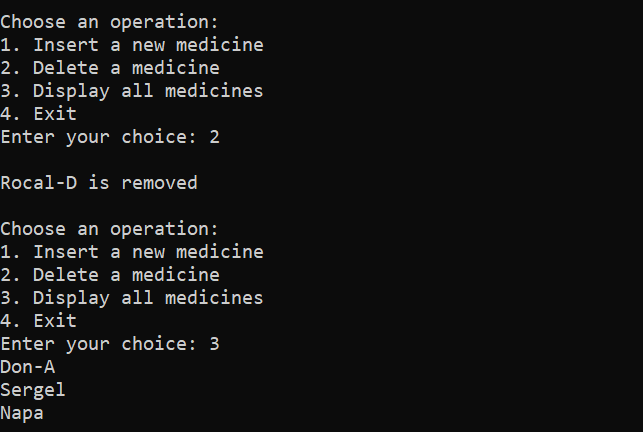 Choose an operation:
1. Insert a new medicine
2. Delete a medicine
3. Display all medicines
4. Exit
Enter your choice: 2
Rocal-D is removed
Choose an operation:
1. Insert a new medicine
2. Delete a medicine
3. Display all medicines
4. Exit
Enter your choice: 3
Don-A
Sergel
Napa